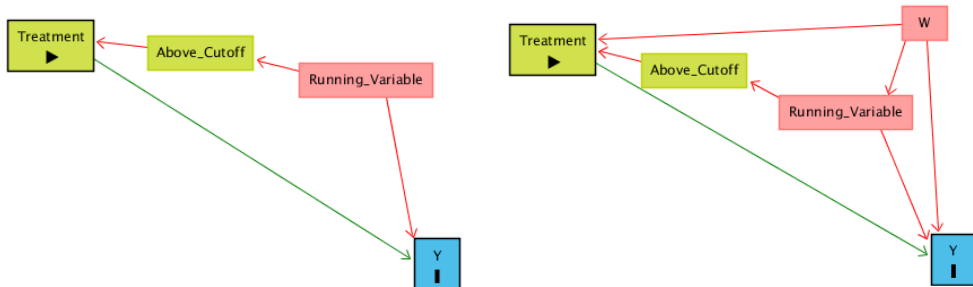 Treatment
Above_Cutoff
Running_Variable
Y
W
Treatment
Above_Cutoff
Running_Variable
Y